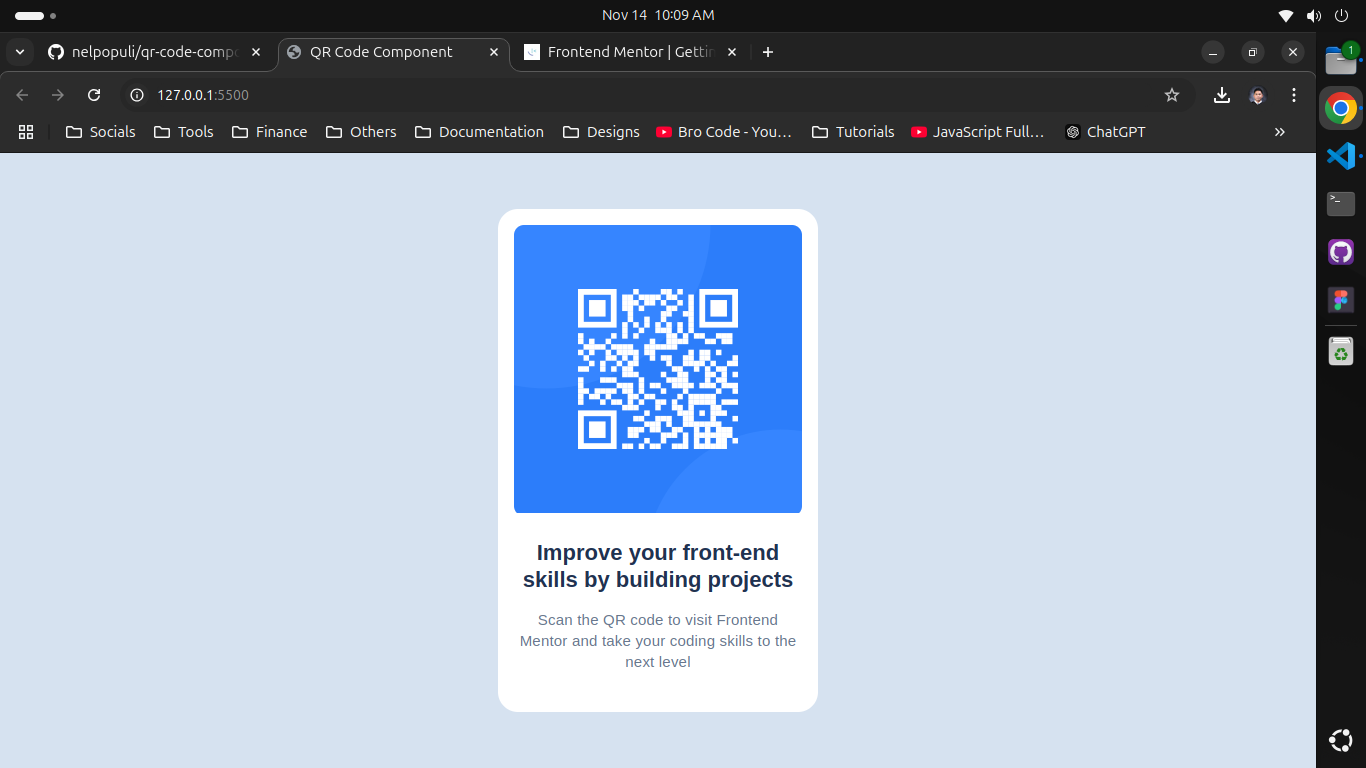 Nov 14 10:09 AM
nelpopuli/qr-code-compo
QR Code Component
Frontend Mentor | Gettin
127.0.0.1:5500
Socials
Tools
Finance
Others
Documentation
Designs
Bro Code - You…
Tutorials
JavaScript Full…
ChatGPT
1
>_
Improve your front-end
skills by building projects
Scan the QR code to visit Frontend
Mentor and take your coding skills to the
next level